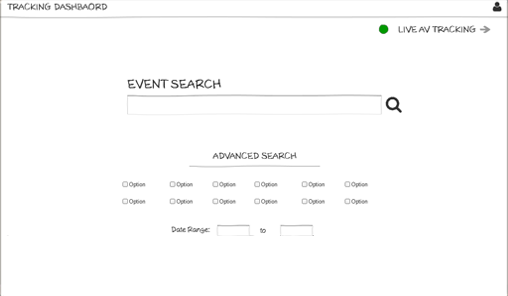 TRACKING DASHBAORD
LIVE AV TRACKING
EVENT SEARCH
ADVANCED SEARCH
Option Option Option Option Option Option
Option Option Option Option Option Option
Date Range: to